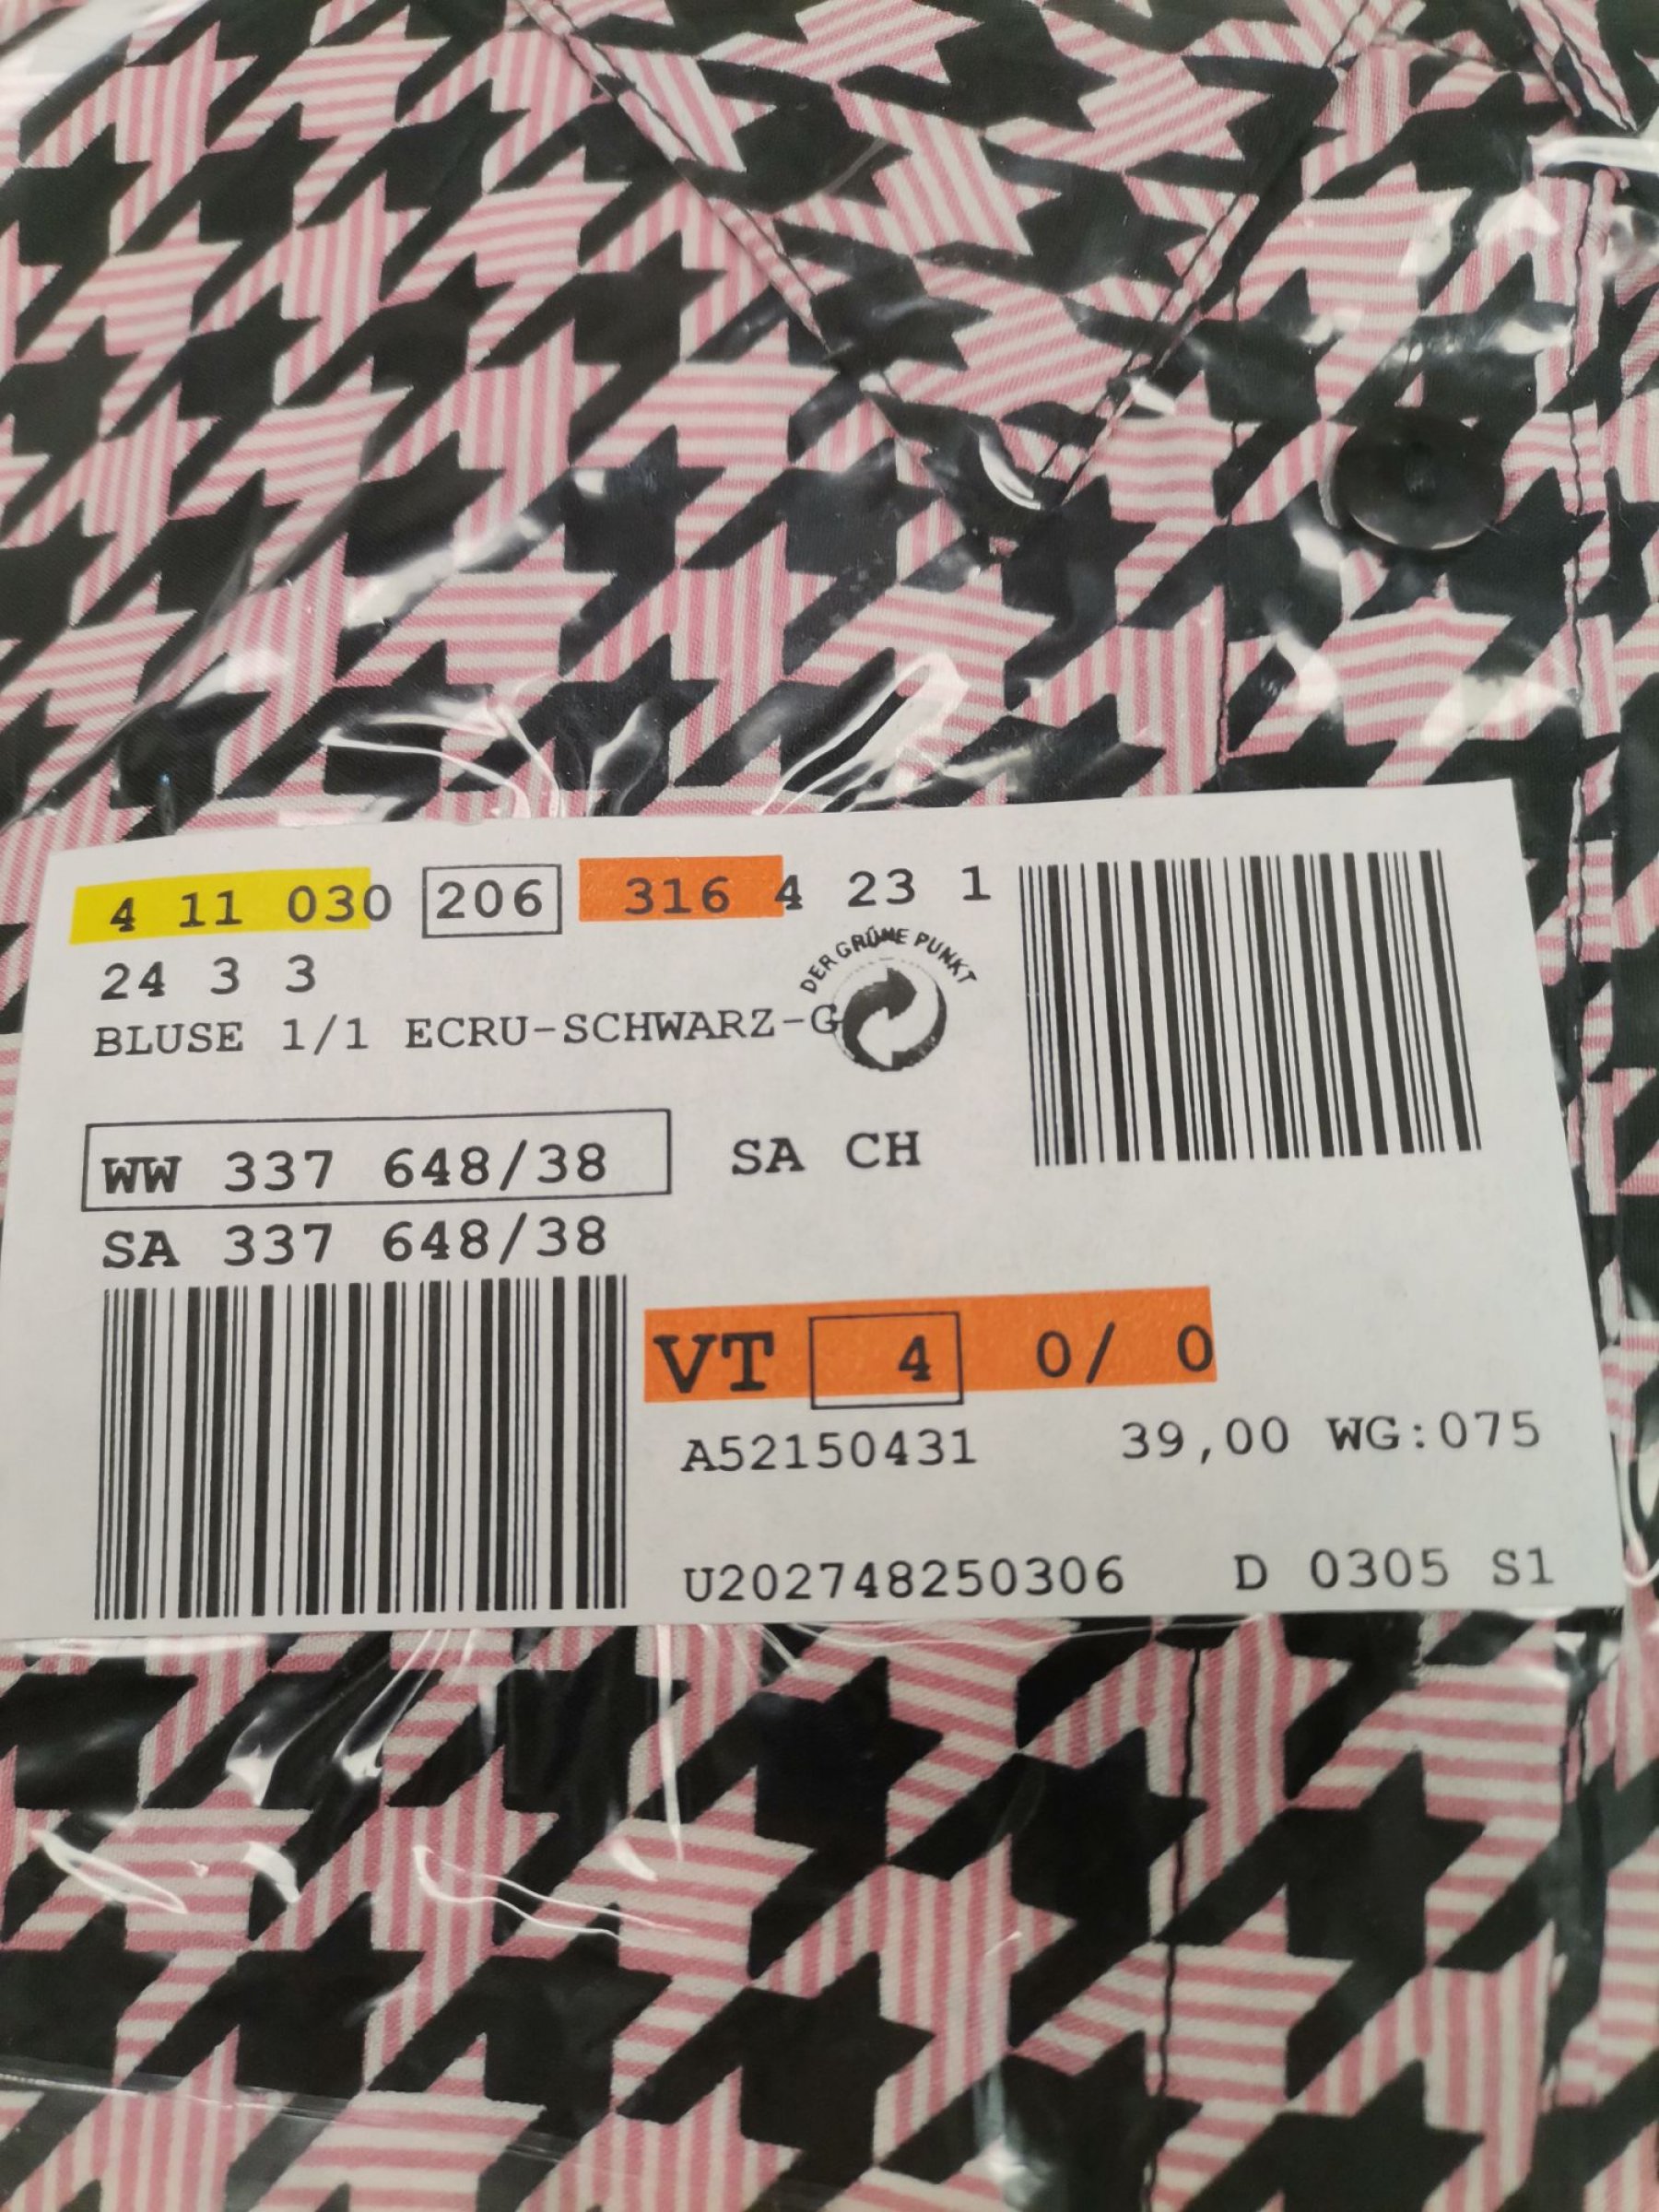 4 11 030 206 316 4 23 1
24 3 3
DER GRÜNE PUNKT
BLUSE 1/1 ECRU-SCHWARZ-G
WW 337 648/38 SA CH
SA 337 648/38
VT 4 0/ 0
A52150431 39,00 WG:075
U202748250306 D 0305 S1